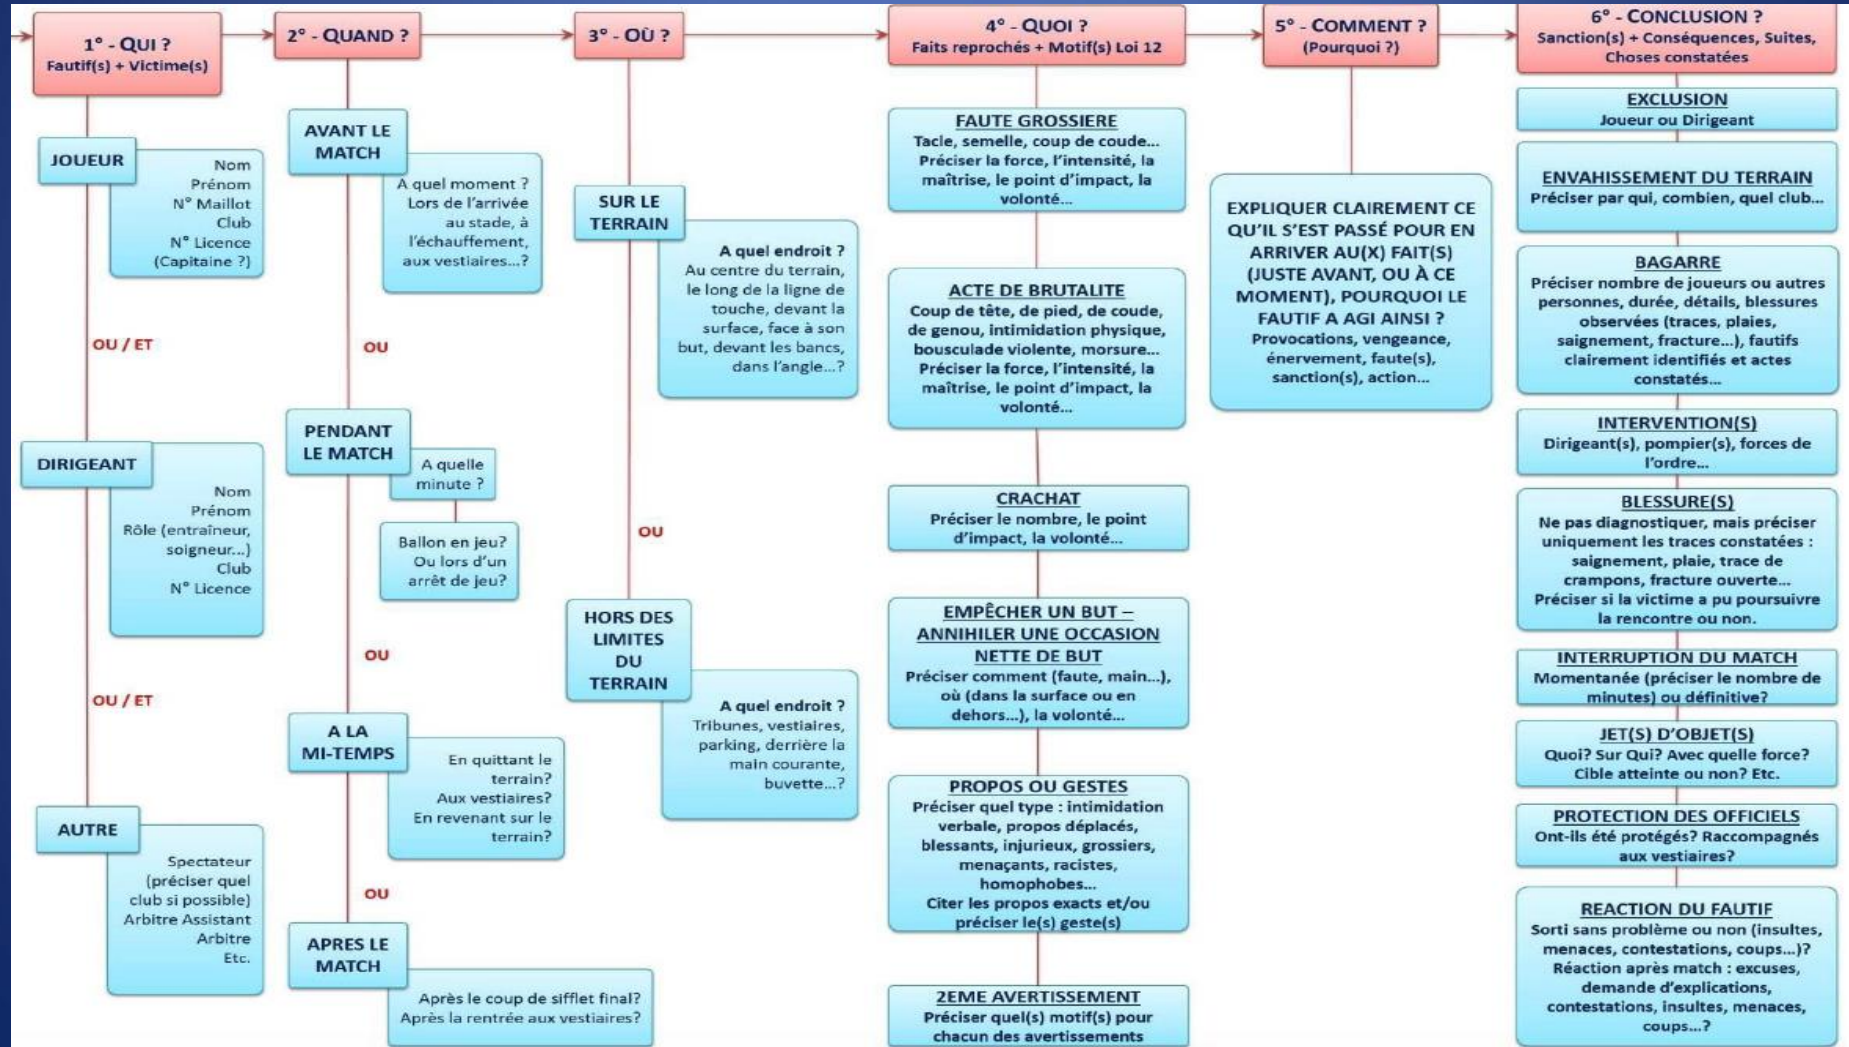 1° - QUI ?
Fautif(s) + Victime(s)
JOUEUR
Nom
Prénom
N° Maillot
Club
N° Licence
(Capitaine ?)
OU / ET
DIRIGEANT
Nom
Prénom
Rôle (entraîneur,
soigneur...)
Club
N° Licence
OU / ET
AUTRE
Spectateur
(préciser quel
club si possible)
Arbitre Assistant
Arbitre
Etc.
2° - QUAND ?
AVANT LE
MATCH
A quel moment ?
Lors de l'arrivée
au stade, à
l'échauffement,
aux vestiaires...?
OU
PENDANT
LE MATCH
A quelle
minute ?
Ballon en jeu?
Ou lors d'un
arrêt de jeu?
OU
A LA
MI-TEMPS
En quittant le
terrain?
Aux vestiaires?
En revenant sur le
terrain?
OU
APRES LE
MATCH
Après le coup de sifflet final?
Après la rentrée aux vestiaires?
3° - OÙ ?
SUR LE
TERRAIN
A quel endroit ?
Au centre du terrain,
le long de la ligne de
touche, devant la
surface, face à son
but, devant les bancs,
dans l'angle...?
OU
HORS DES
LIMITES
DU
TERRAIN
A quel endroit ?
Tribunes, vestiaires,
parking, derrière la
main courante,
buvette...?
4° - QUOI ?
Faits reprochés + Motif(s) Loi 12
FAUTE GROSSIERE
Tacle, semelle, coup de coude...
Préciser la force, l'intensité, la
maîtrise, le point d'impact, la
volonté...
ACTE DE BRUTALITE
Coup de tête, de pied, de coude,
de genou, intimidation physique,
bousculade violente, morsure...
Préciser la force, l'intensité, la
maîtrise, le point d'impact, la
volonté...
CRACHAT
Préciser le nombre, le point
d'impact, la volonté...
EMPÊCHER UN BUT –
ANNIHILER UNE OCCASION
NETTE DE BUT
Préciser comment (faute, main...),
où (dans la surface ou en
dehors...), la volonté...
PROPOS OU GESTES
Préciser quel type : intimidation
verbale, propos déplacés,
blessants, injurieux, grossiers,
menaçants, racistes,
homophobes...
Citer les propos exacts et/ou
préciser le(s) geste(s)
2EME AVERTISSEMENT
Préciser quel(s) motif(s) pour
chacun des avertissements
5° - COMMENT ?
(Pourquoi ?)
EXPLIQUER CLAIREMENT CE
QU'IL S'EST PASSÉ POUR EN
ARRIVER AU(X) FAIT(S)
(JUSTE AVANT, OU À CE
MOMENT), POURQUOI LE
FAUTIF A AGI AINSI ?
Provocations, vengeance,
énervement, faute(s),
sanction(s), action...
6° - CONCLUSION ?
Sanction(s) + Conséquences, Suites,
Choses constatées
EXCLUSION
Joueur ou Dirigeant
ENVAHISSEMENT DU TERRAIN
Préciser par qui, combien, quel club...
BAGARRE
Préciser nombre de joueurs ou autres
personnes, durée, détails, blessures
observées (traces, plaies,
saignement, fracture...), fautifs
clairement identifiés et actes
constatés...
INTERVENTION(S)
Dirigeant(s), pompier(s), forces de
l'ordre...
BLESSURE(S)
Ne pas diagnostiquer, mais préciser
uniquement les traces constatées :
saignement, plaie, trace de
crampons, fracture ouverte...
Préciser si la victime a pu poursuivre
la rencontre ou non.
INTERRUPTION DU MATCH
Momentanée (préciser le nombre de
minutes) ou définitive?
JET(S) D'OBJET(S)
Quoi? Sur Qui? Avec quelle force?
Cible atteinte ou non? Etc.
PROTECTION DES OFFICIELS
Ont-ils été protégés? Raccompagnés
aux vestiaires?
REACTION DU FAUTIF
Sorti sans problème ou non (insultes,
menaces, contestations, coups...)?
Réaction après match : excuses,
demande d'explications,
contestations, insultes, menaces,
coups...?